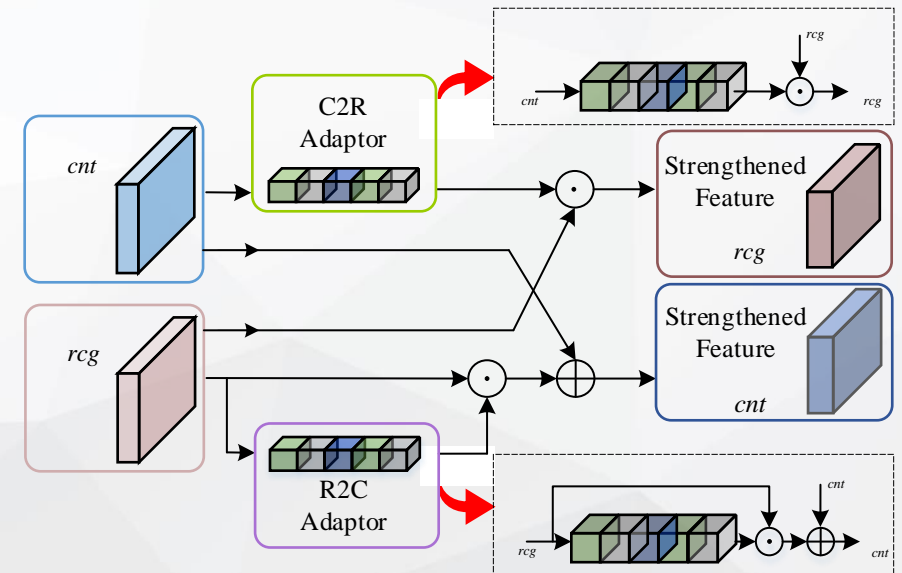 rcg
cnt
rcg
C2R
Adaptor
cnt
Strengthened
Feature
rcg
Strengthened
Feature
cnt
rcg
R2C
Adaptor
cnt
rcg
cnt